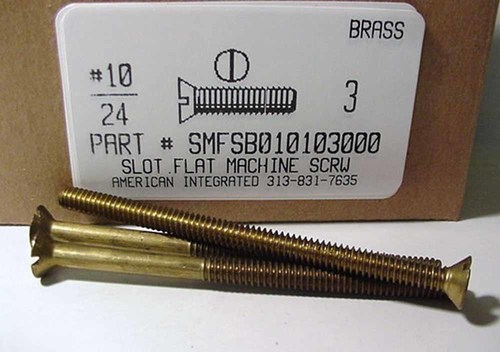 BRASS
#10
24
3
PART # SMFSB010103000
SLOT FLAT MACHINE SCRW
AMERICAN INTEGRATED 313-831-7635